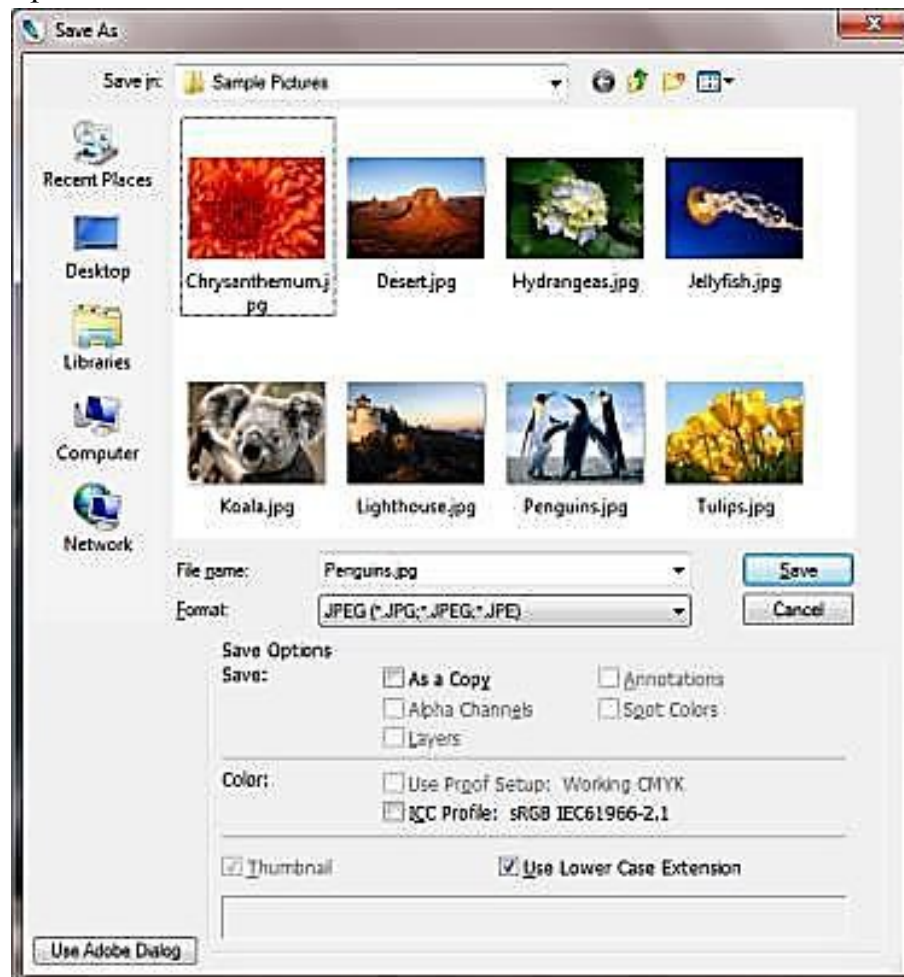 Save As
Save in:
Sample Pictures
Recent Places
Desktop
Libraries
Computer
Network
Chrysanthemum.j
pg
Desert.jpg
Hydrangeas.jpg
Jellyfish.jpg
Koala.jpg
Lighthouse.jpg
Penguins.jpg
Tulips.jpg
File name:
Penguins.jpg
Save
Format:
JPEG (*.JPG;*.JPEG;*.JPE)
Cancel
Save Options
Save:
As a Copy
Annotations
Alpha Channels
Spot Colors
Layers
Color:
Use Proof Setup: Working CMYK
ICC Profile: sRGB IEC61966-2.1
Thumbnail
Use Lower Case Extension
Use Adobe Dialog